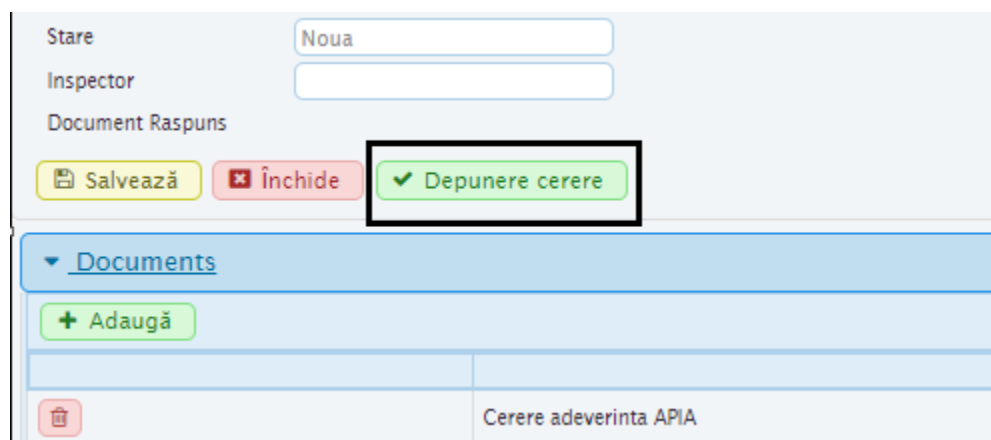 Stare Noua
Inspector
Document Raspuns
Salvează Închide Depunere cerere
Documents
Adaugă
Cerere adeverinta APIA